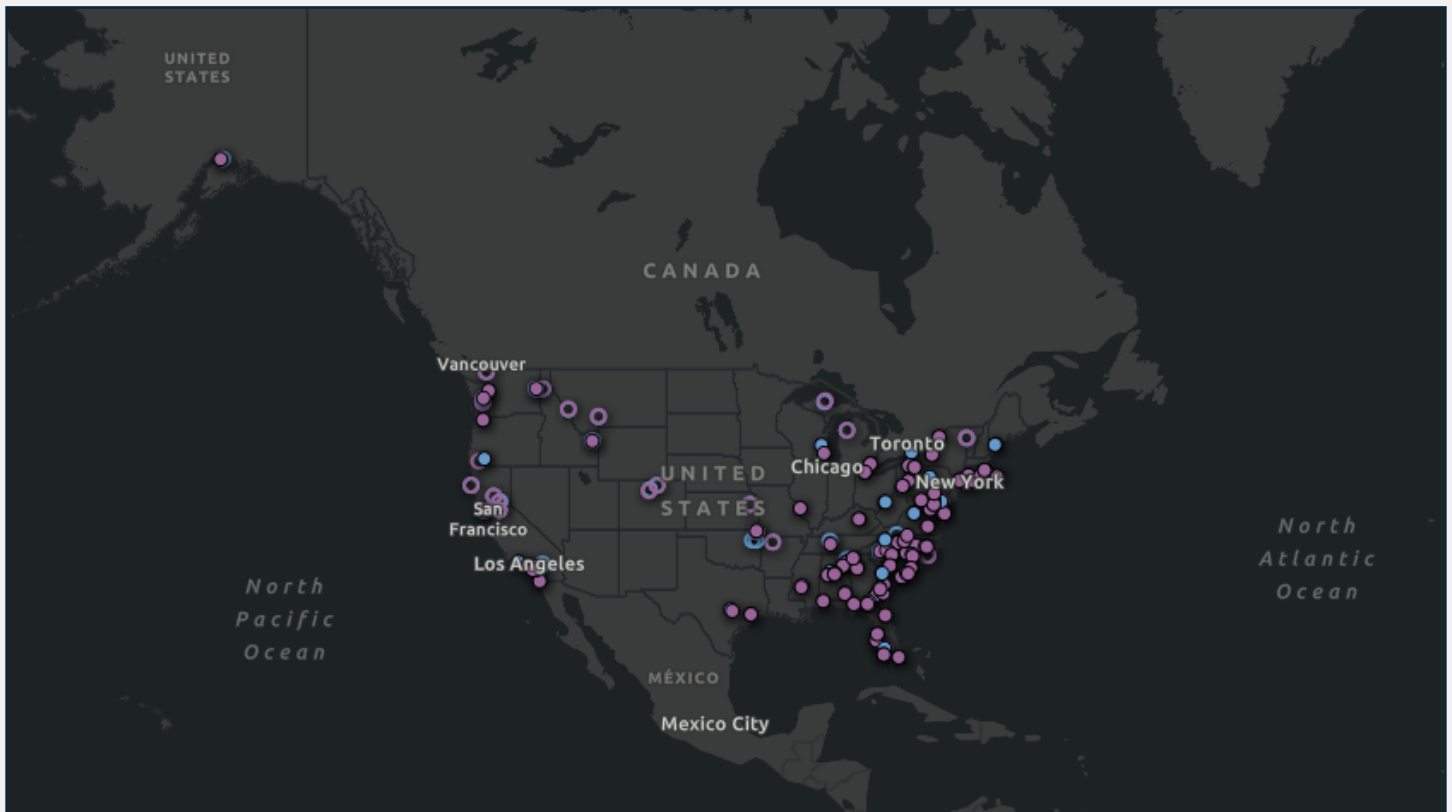 UNITED
STATES
CANADA
Vancouver
Toronto
Chicago
UNITED
New York
STATES
San
Francisco
North
Atlantic
Ocean
Los Angeles
North
Pacific
Ocean
MÉXICO
Mexico City